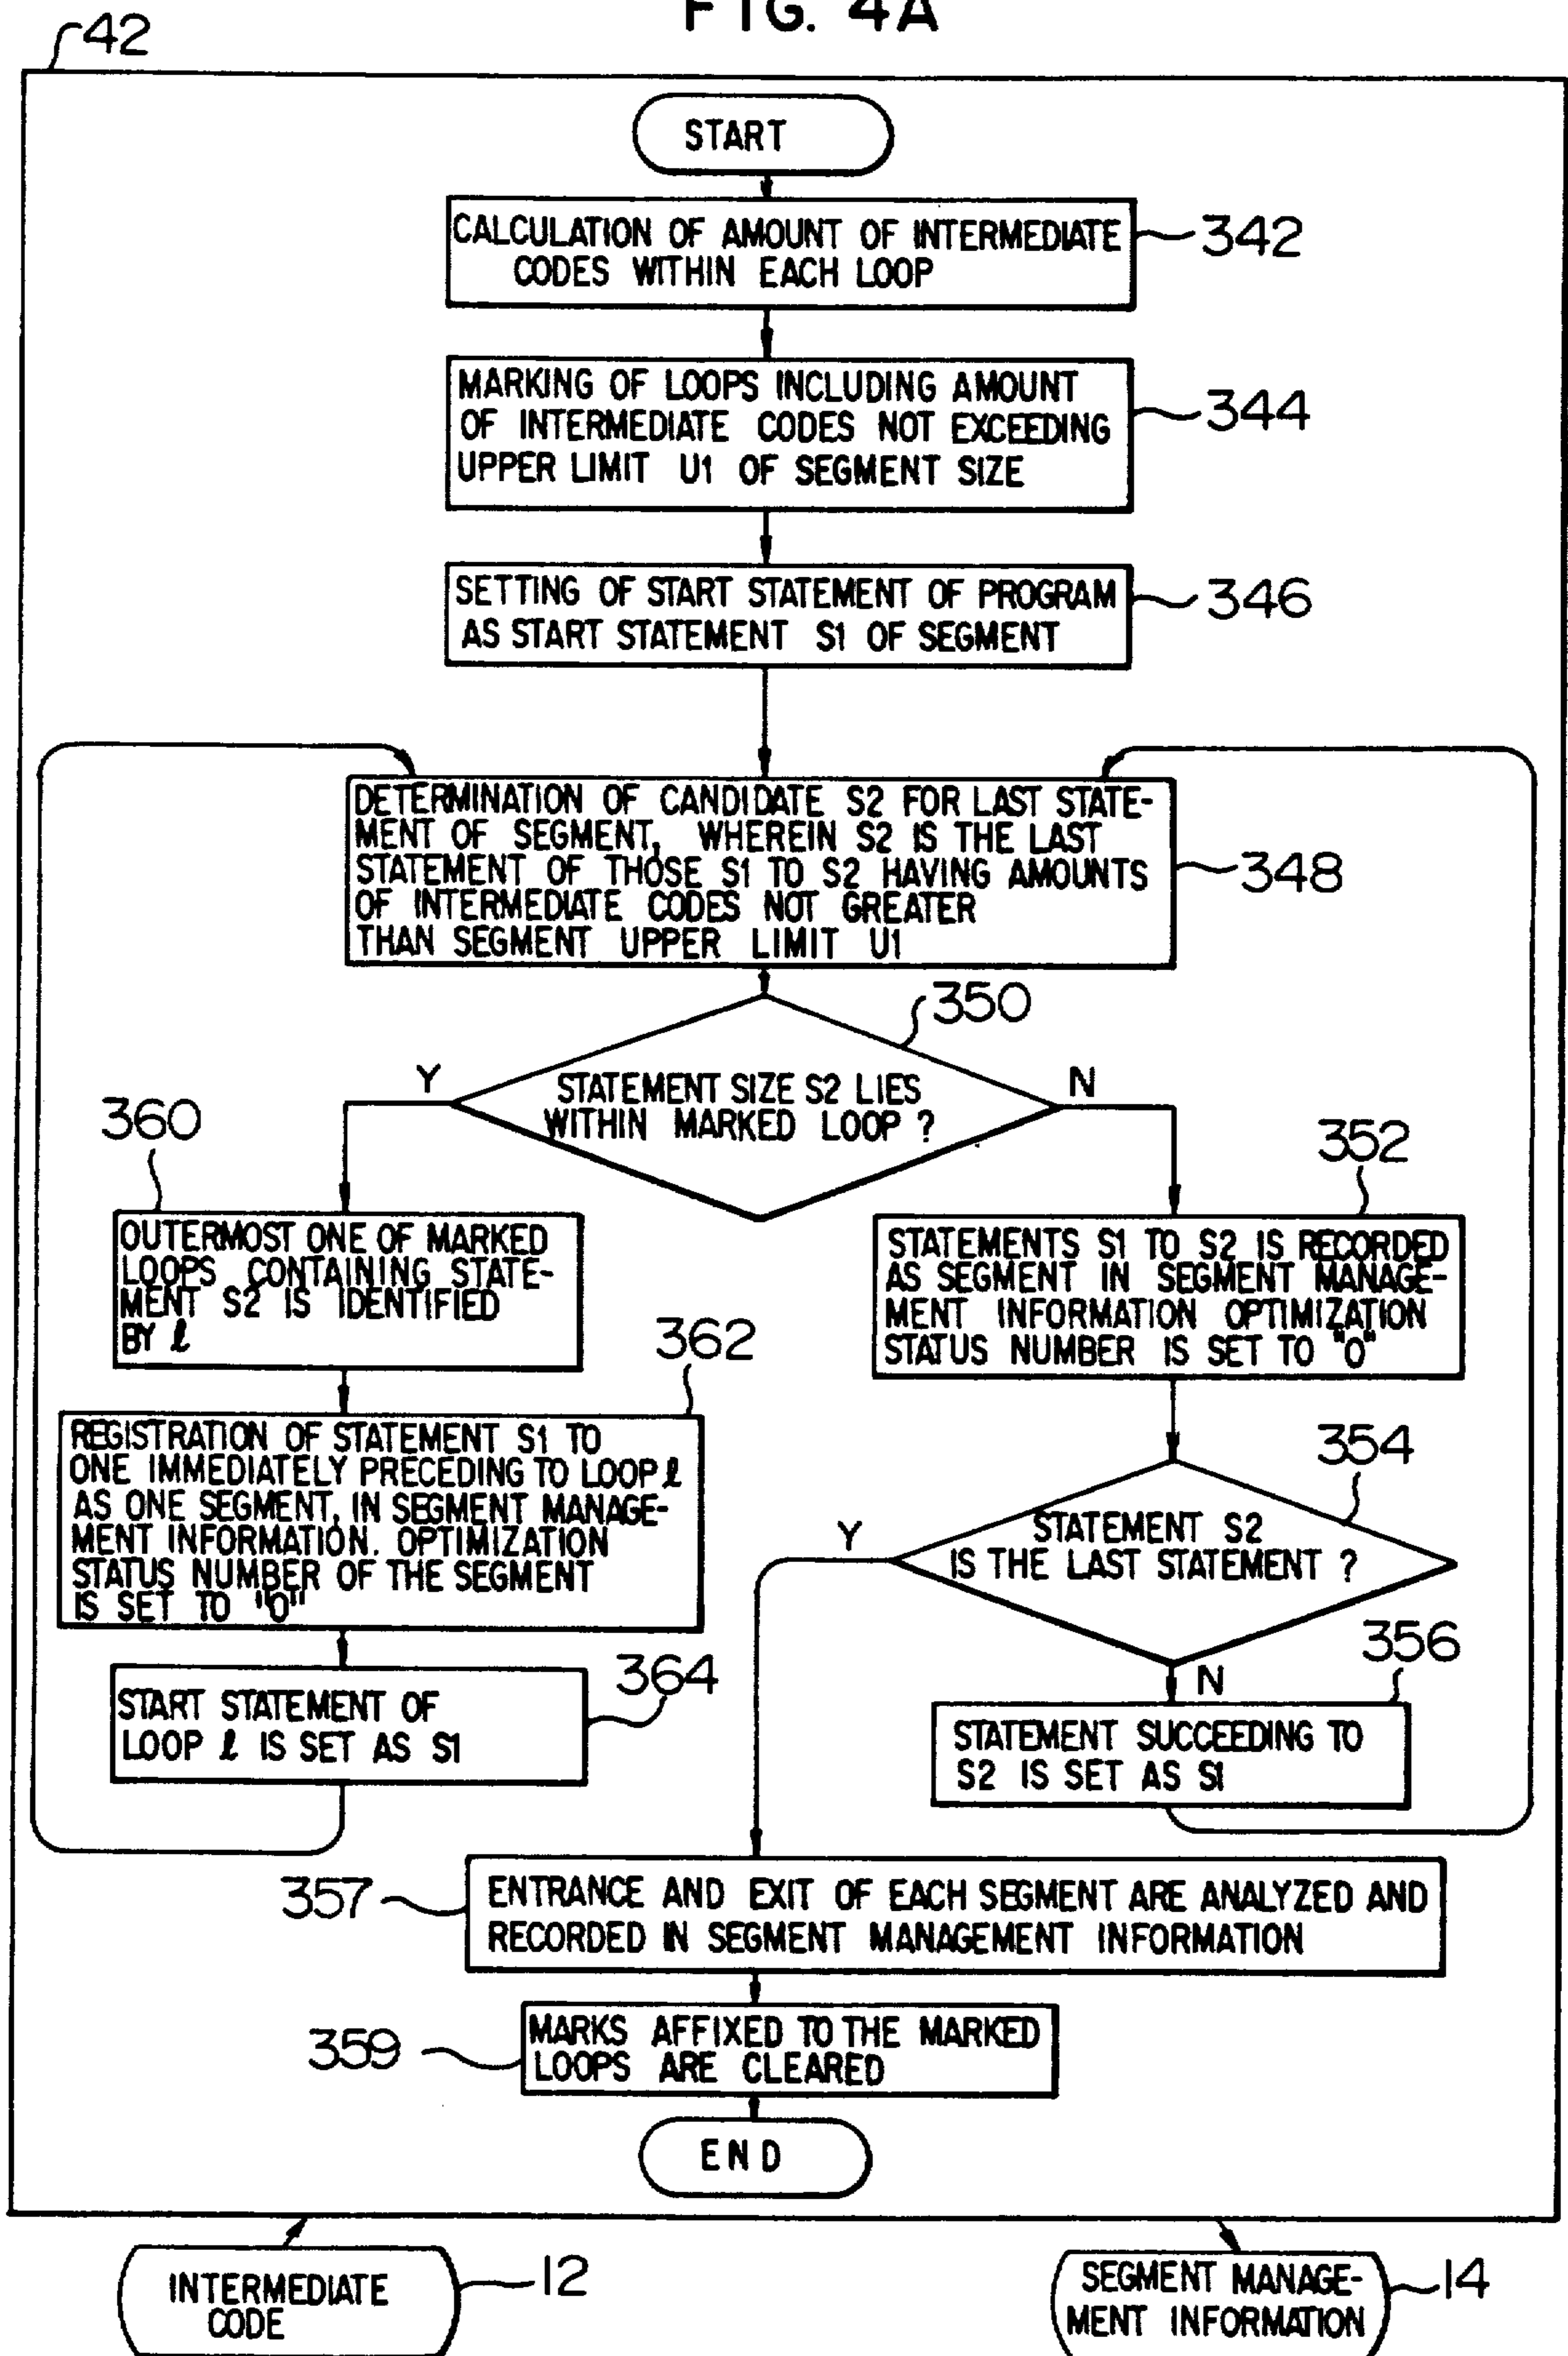 FIG. 4A
42
START
CALCULATION OF AMOUNT OF INTERMEDIATE
CODES WITHIN EACH LOOP
342
MARKING OF LOOPS INCLUDING AMOUNT
OF INTERMEDIATE CODES NOT EXCEEDING
UPPER LIMIT U1 OF SEGMENT SIZE
344
SETTING OF START STATEMENT OF PROGRAM
AS START STATEMENT S1 OF SEGMENT
346
DETERMINATION OF CANDIDATE S2 FOR LAST STATE-
MENT OF SEGMENT, WHEREIN S2 IS THE LAST
STATEMENT OF THOSE S1 TO S2 HAVING AMOUNTS
OF INTERMEDIATE CODES NOT GREATER
THAN SEGMENT UPPER LIMIT U1
348
350
STATEMENT SIZE S2 LIES
WITHIN MARKED LOOP ?
Y
N
360
OUTERMOST ONE OF MARKED
LOOPS CONTAINING STATE-
MENT S2 IS IDENTIFIED
BY ℓ
352
STATEMENTS S1 TO S2 IS RECORDED
AS SEGMENT IN SEGMENT MANAGE-
MENT INFORMATION OPTIMIZATION
STATUS NUMBER IS SET TO "0"
362
REGISTRATION OF STATEMENT S1 TO
ONE IMMEDIATELY PRECEDING TO LOOP ℓ
AS ONE SEGMENT, IN SEGMENT MANAGE-
MENT INFORMATION. OPTIMIZATION
STATUS NUMBER OF THE SEGMENT
IS SET TO "0"
354
STATEMENT S2
IS THE LAST STATEMENT ?
Y
N
364
START STATEMENT OF
LOOP ℓ IS SET AS S1
356
STATEMENT SUCCEEDING TO
S2 IS SET AS S1
357
ENTRANCE AND EXIT OF EACH SEGMENT ARE ANALYZED AND
RECORDED IN SEGMENT MANAGEMENT INFORMATION
359
MARKS AFFIXED TO THE MARKED
LOOPS ARE CLEARED
END
INTERMEDIATE
CODE
12
SEGMENT MANAGE-
MENT INFORMATION
14